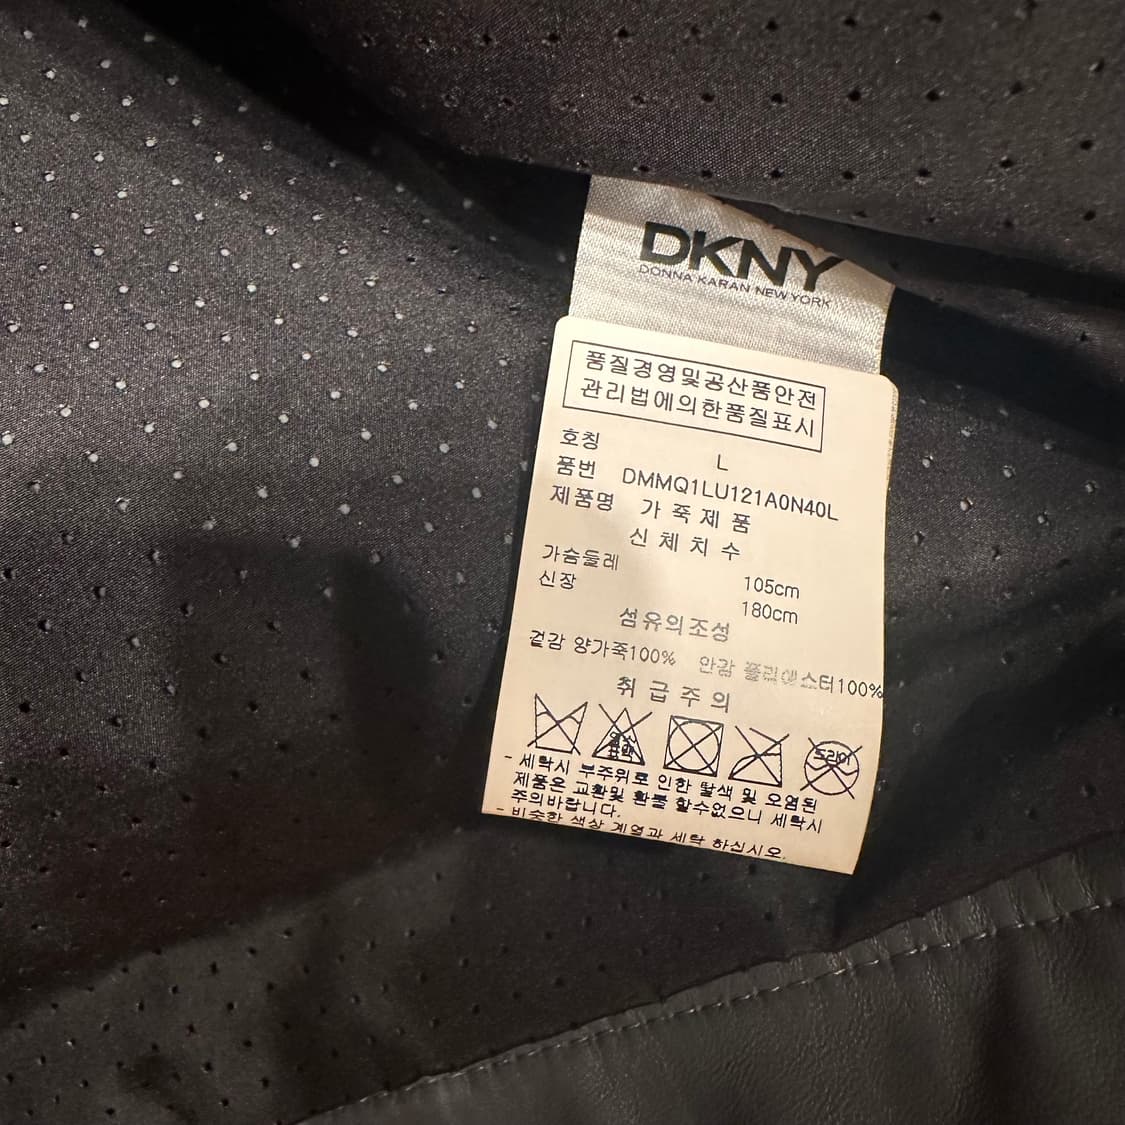 DKNY
DONNA KARAN NEW YORK
품질경영및공산품안전
관리법에의한품질표시
호칭 L
품번 DMMQ1LU121A0N40L
제품명 가죽제품
신체치수
가슴둘레 105cm
신장 180cm
섬유의조성
겉감 양가죽100% 안감 폴리에스터100%
취급주의
드라이
- 세탁시 부주위로 인한 탈색 및 오염된
제품은 교환및 환불 할수없으니 세탁시
주의바랍니다.
- 비슷한 색상 계열과 세탁 하십시오.